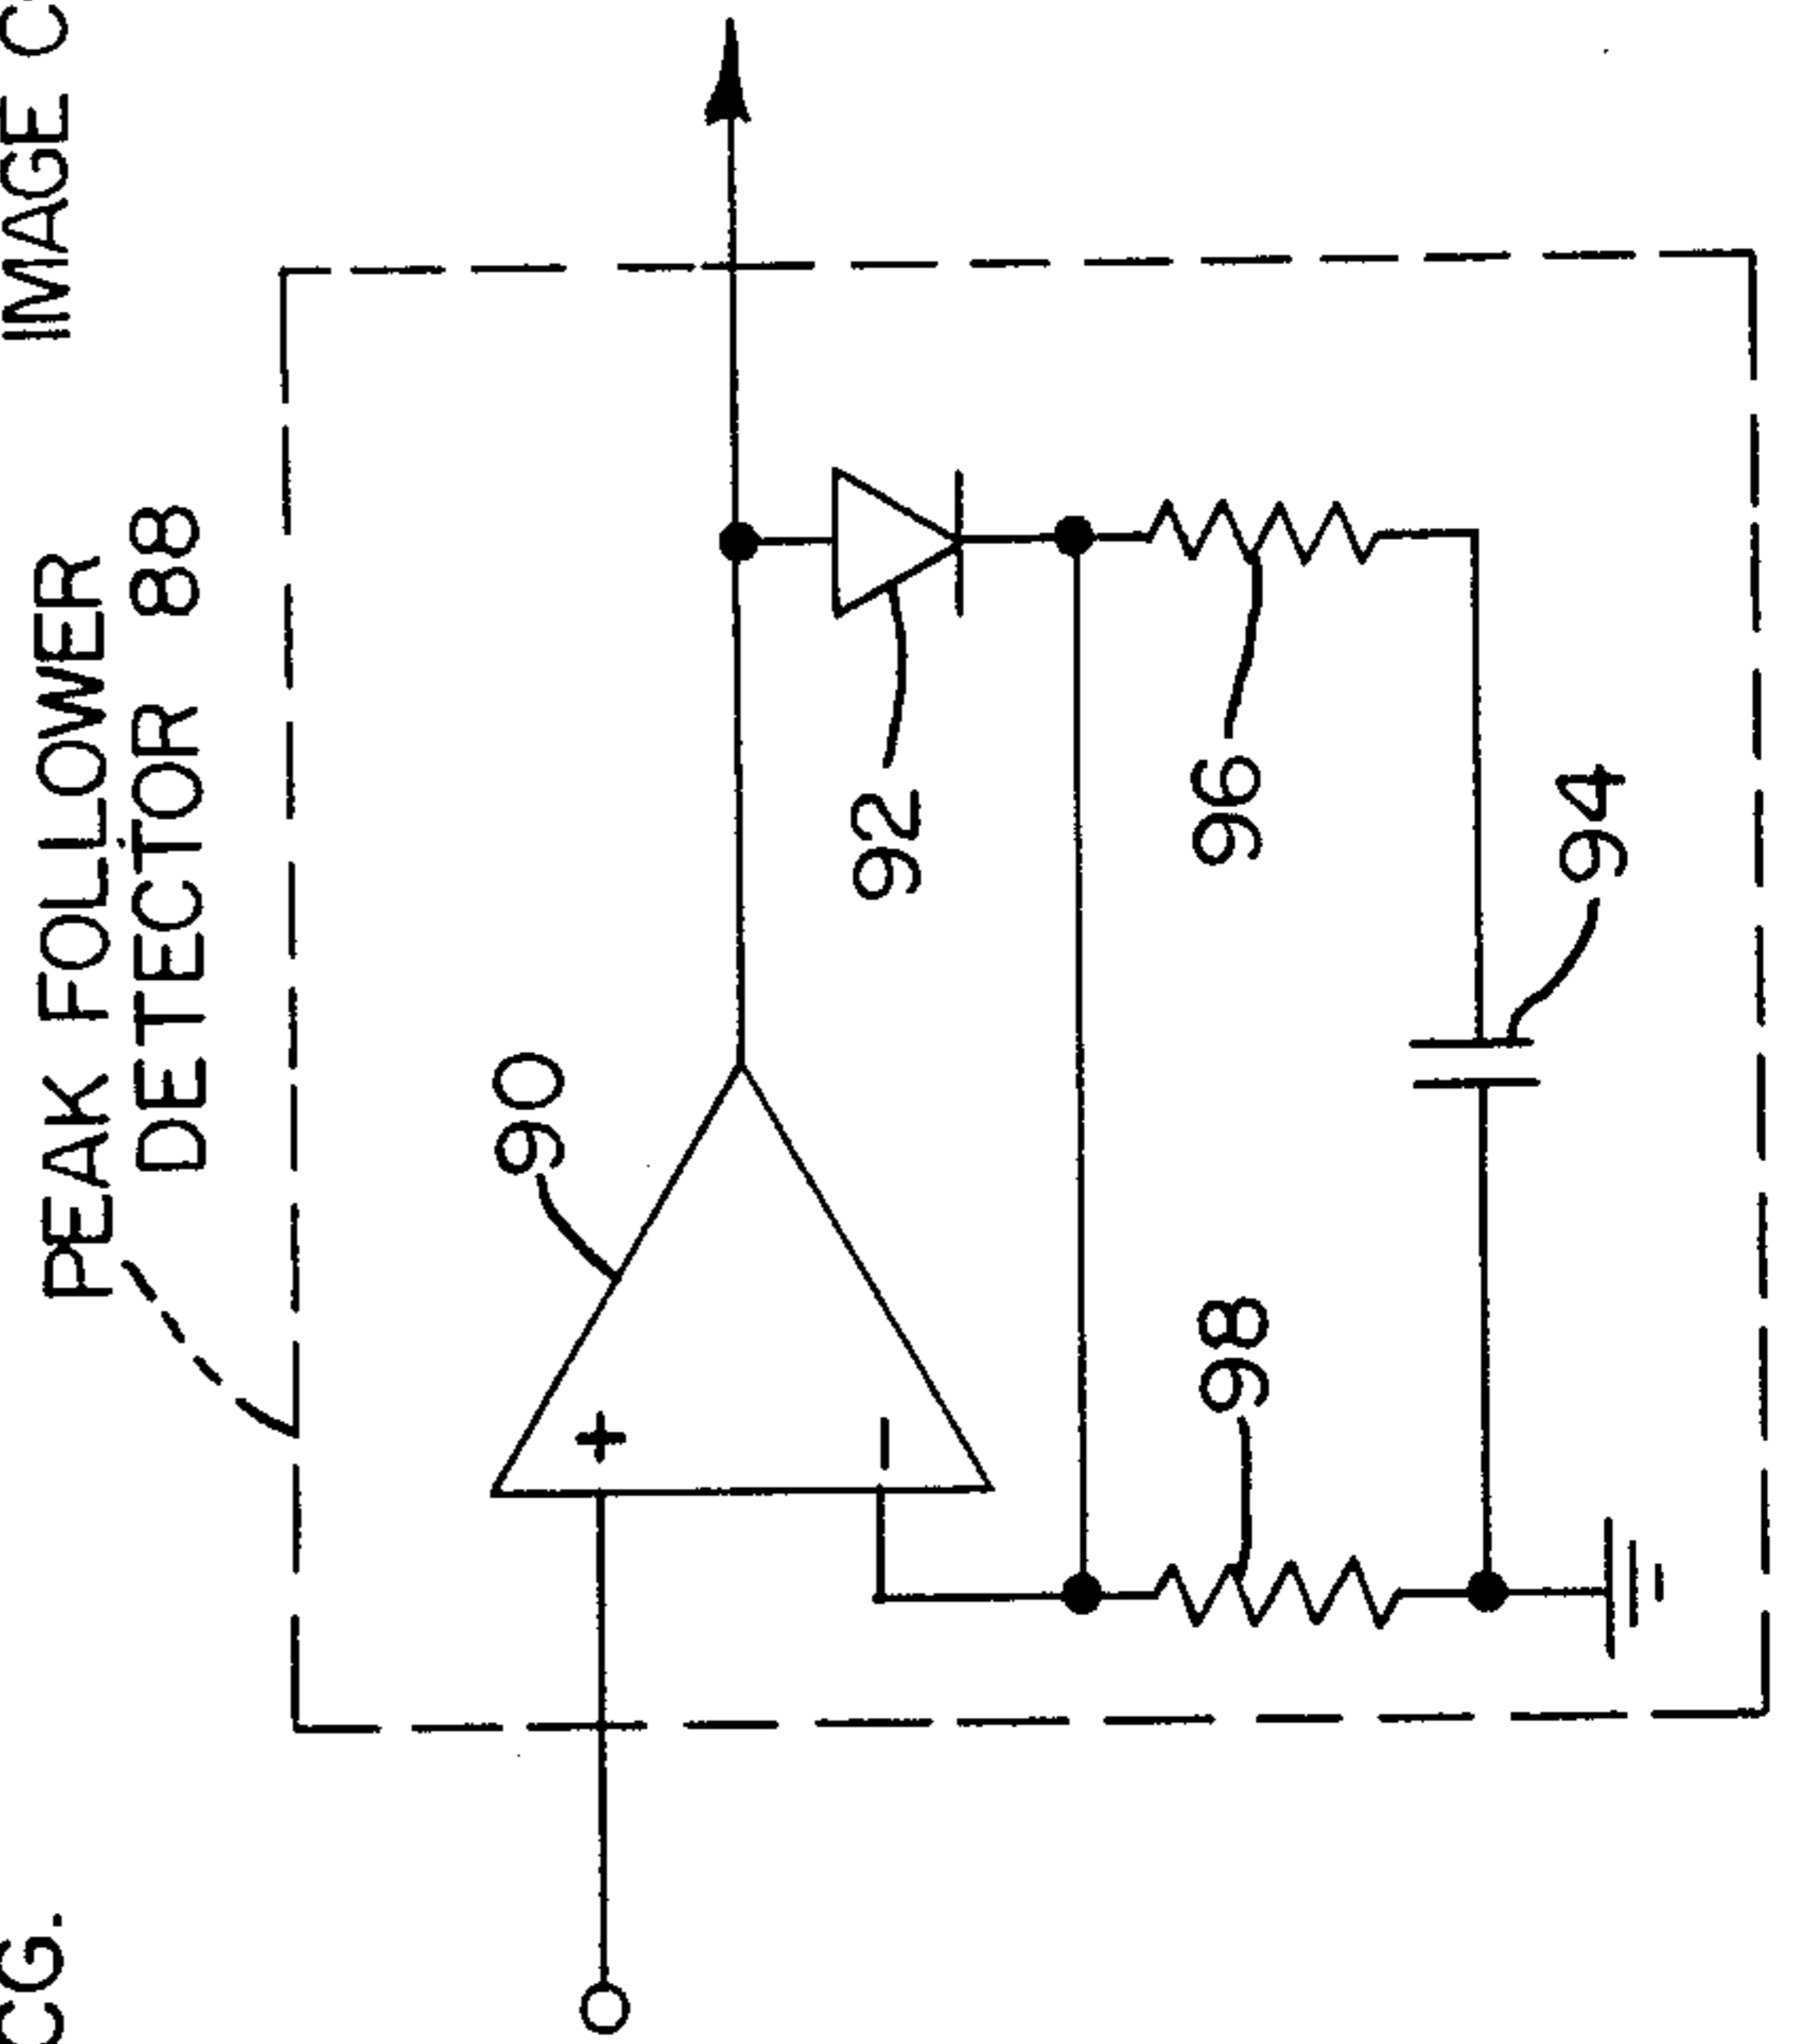 IMAGE C
PEAK FOLLOWER
DETECTOR 88
90
92
96
94
98
+
−
CG.